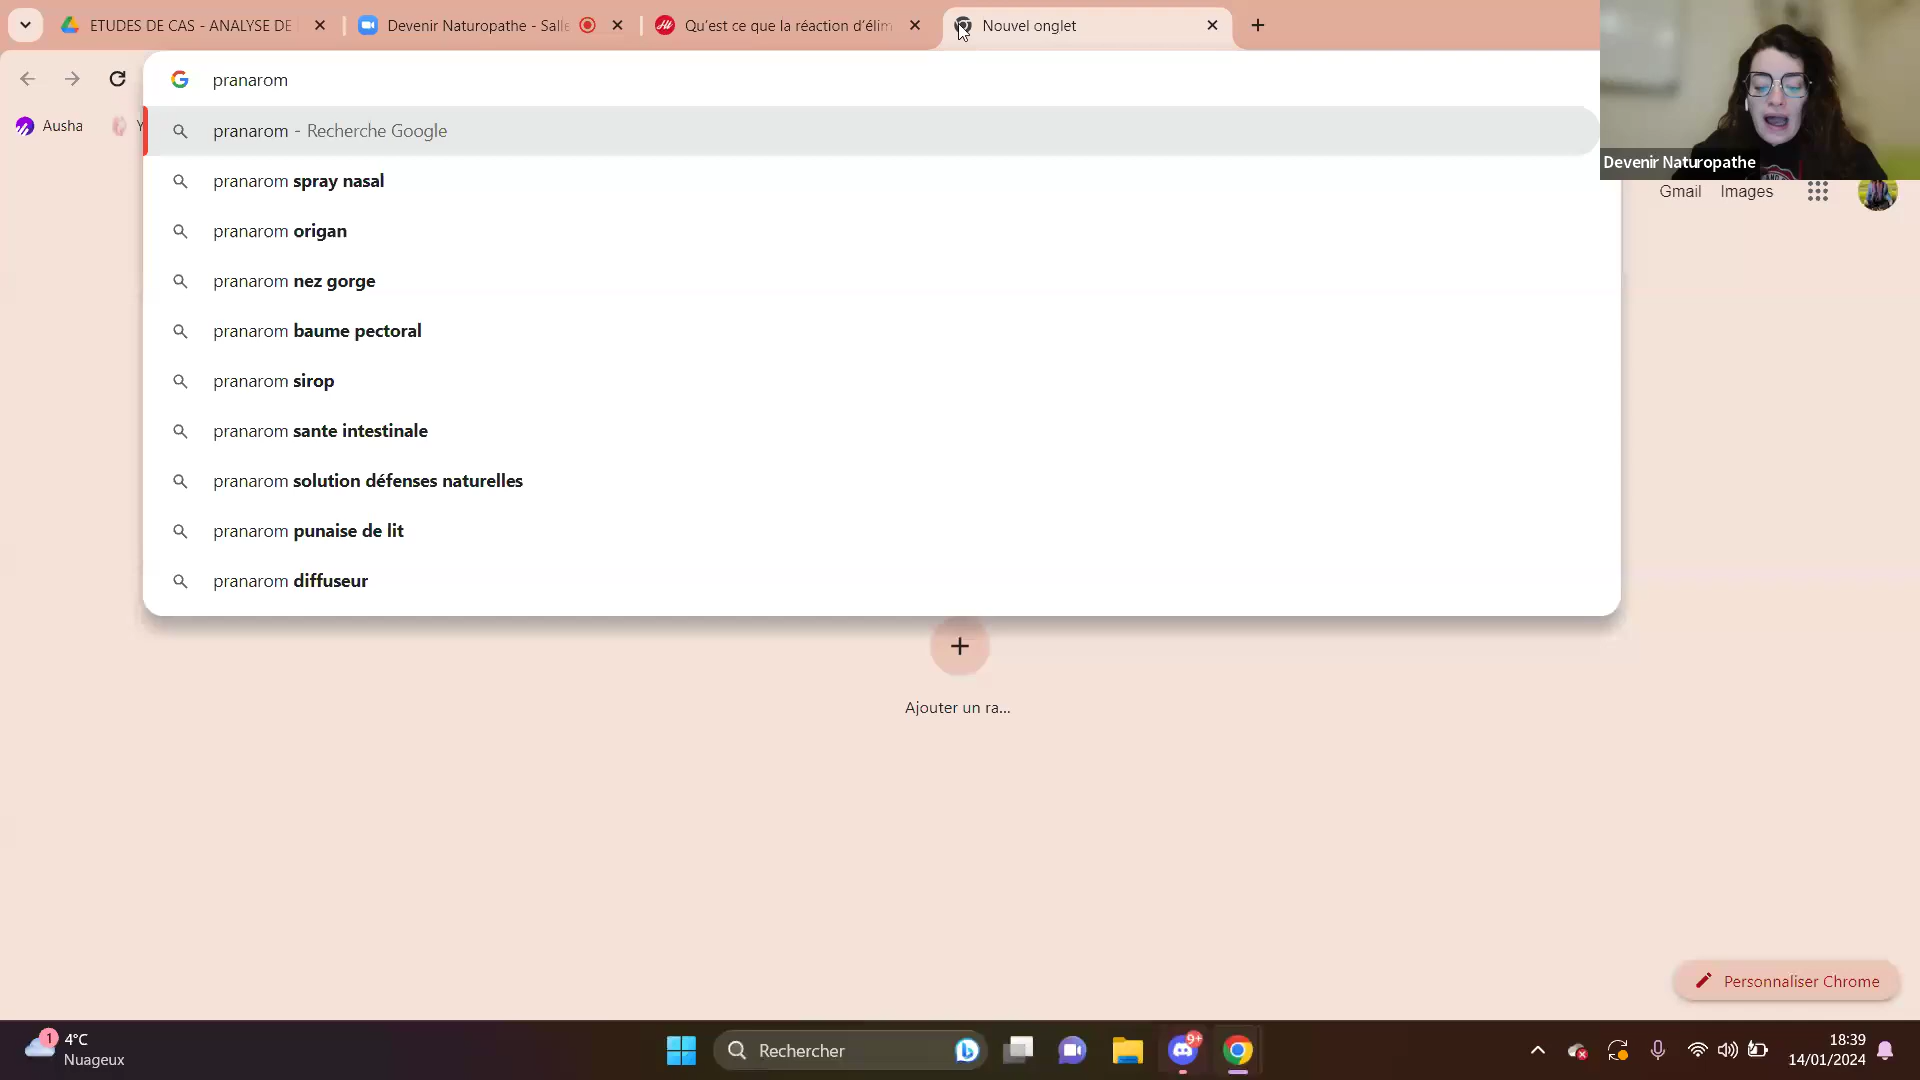 ETUDES DE CAS - ANALYSE DE
Devenir Naturopathe - Salle
Qu'est ce que la réaction d'élim
Nouvel onglet
pranarom
Ausha
Y
pranarom - Recherche Google
pranarom spray nasal
pranarom origan
pranarom nez gorge
pranarom baume pectoral
pranarom sirop
pranarom sante intestinale
pranarom solution défenses naturelles
pranarom punaise de lit
pranarom diffuseur
Devenir Naturopathe
Gmail Images
Ajouter un ra...
Personnaliser Chrome
1
4°C
Nuageux
Rechercher
9+
18:39
14/01/2024